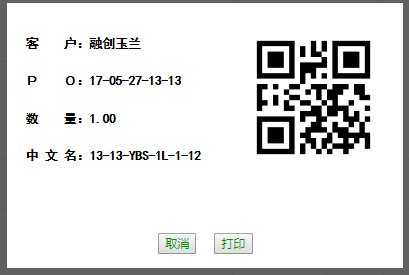 客 户：融创玉兰
P O：17-05-27-13-13
数 量：1.00
中 文 名：13-13-YBS-1L-1-12
取消 打印